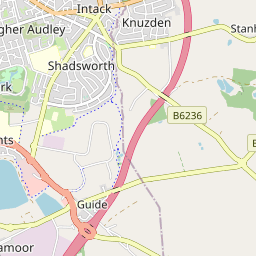 Intack
Knuzden
gher Audley
Stanh
Shadsworth
rk
B6236
nts
B
Guide
amoor